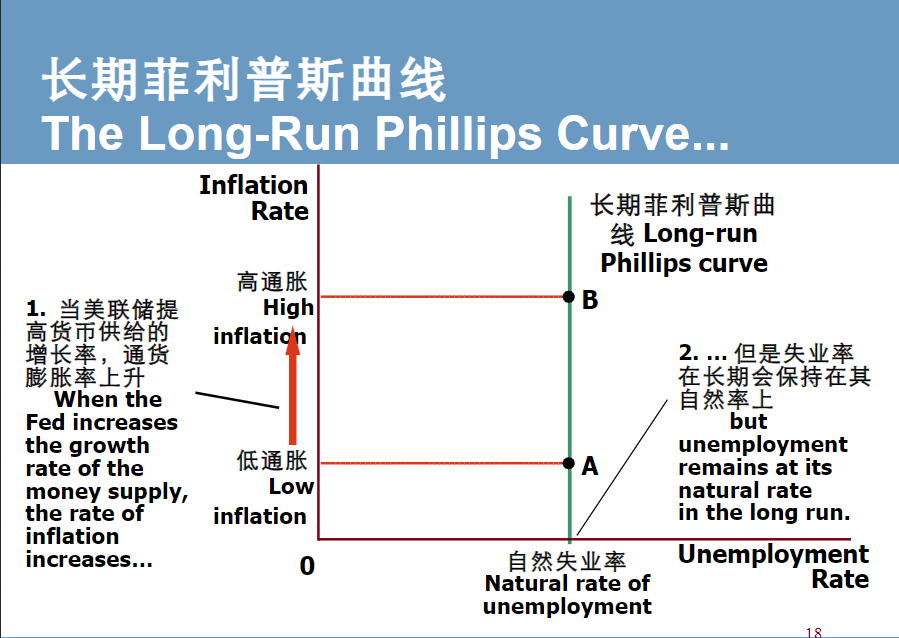 长期菲利普斯曲线
The Long-Run Phillips Curve...
Inflation
Rate
长期菲利普斯曲
线 Long-run
Phillips curve
高通胀
High
inflation
B
1. 当美联储提
高货币供给的
增长率，通货
膨胀率上升
When the
Fed increases
the growth
rate of the
money supply,
the rate of
inflation
increases...
2. ... 但是失业率
在长期会保持在其
自然率上
but
unemployment
remains at its
natural rate
in the long run.
低通胀
Low
inflation
A
0
自然失业率
Natural rate of
unemployment
Unemployment
Rate
18